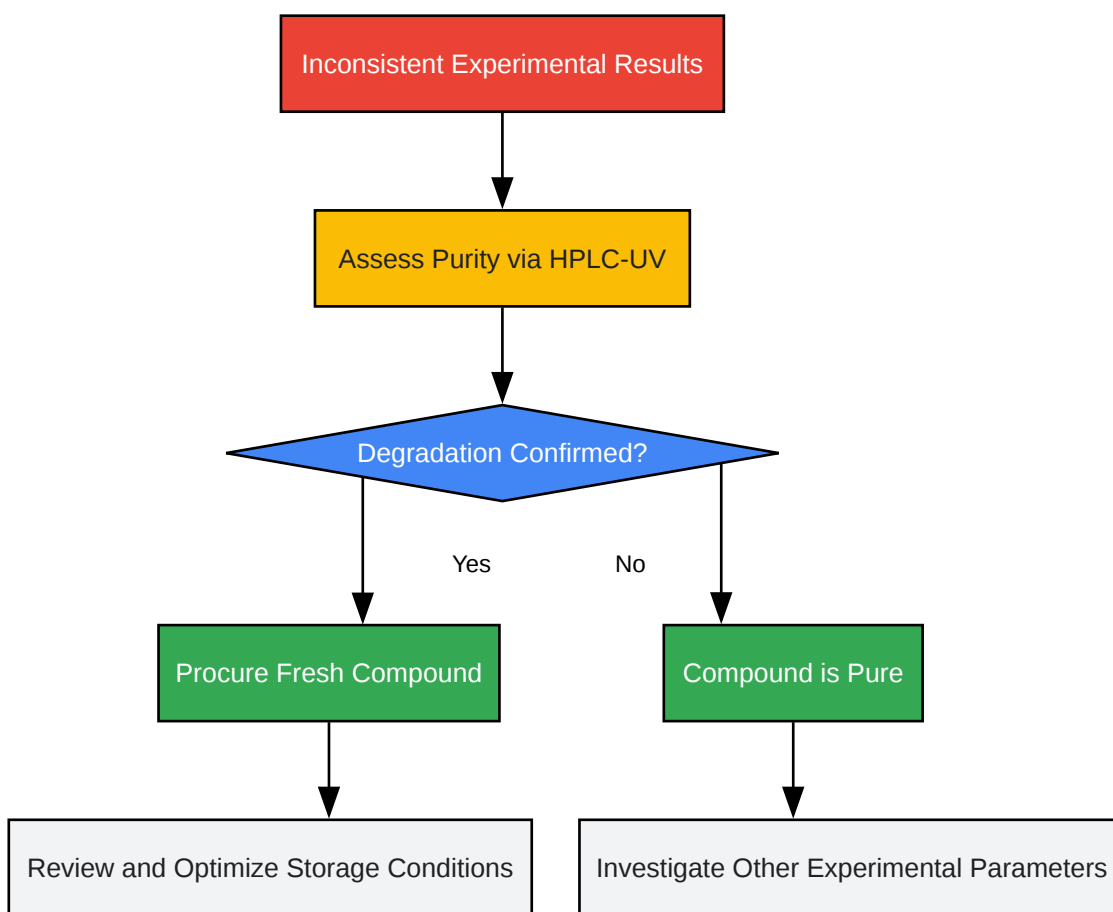 Inconsistent Experimental Results
Assess Purity via HPLC-UV
Degradation Confirmed?
Yes
No
Procure Fresh Compound
Compound is Pure
Review and Optimize Storage Conditions
Investigate Other Experimental Parameters